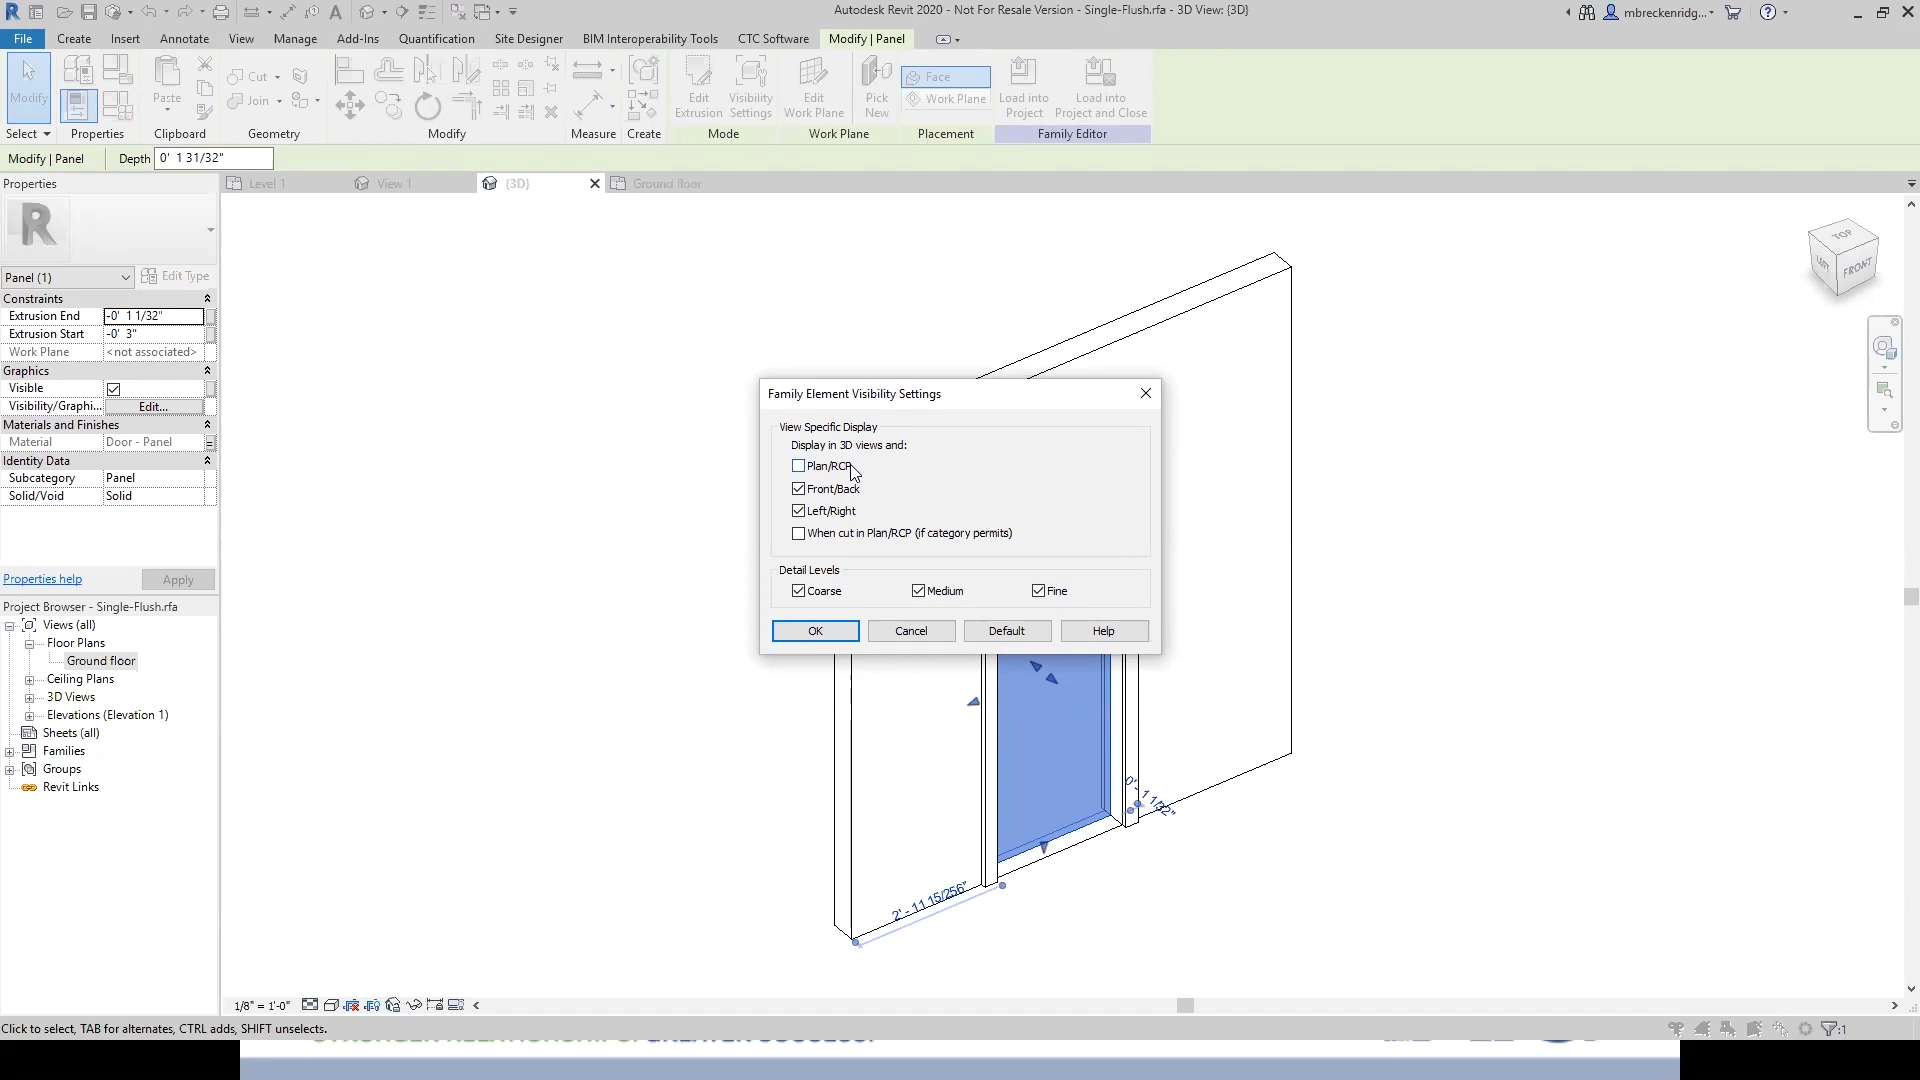 Autodesk Revit 2020 - Not For Resale Version - Single-Flush.rfa - 3D View: {3D}
mbreckenridg...
File Create Insert Annotate View Manage Add-Ins Quantification Site Designer BIM Interoperability Tools CTC Software Modify | Panel
Modify
Paste
Cut
Join
Edit Extrusion
Visibility Settings
Edit Work Plane
Pick New
Face
Work Plane
Load into Project
Load into Project and Close
Select Properties Clipboard Geometry Modify Measure Create Mode Work Plane Placement Family Editor
Modify | Panel Depth 0' 1 31/32"
Properties
Level 1 View 1 {3D} Ground floor
Panel (1) Edit Type
Constraints
Extrusion End -0' 1 1/32"
Extrusion Start -0' 3"
Work Plane <not associated>
Graphics
Visible
Visibility/Graphi... Edit...
Materials and Finishes
Material Door - Panel
Identity Data
Subcategory Panel
Solid/Void Solid
Properties help Apply
Project Browser - Single-Flush.rfa
Views (all)
Floor Plans
Ground floor
Ceiling Plans
3D Views
Elevations (Elevation 1)
Sheets (all)
Families
Groups
Revit Links
TOP
LEFT FRONT
Family Element Visibility Settings
View Specific Display
Display in 3D views and:
Plan/RCP
Front/Back
Left/Right
When cut in Plan/RCP (if category permits)
Detail Levels
Coarse Medium Fine
OK Cancel Default Help
0' - 1 1/32"
2' - 11 15/256"
1/8" = 1'-0"
Click to select, TAB for alternates, CTRL adds, SHIFT unselects.
:1